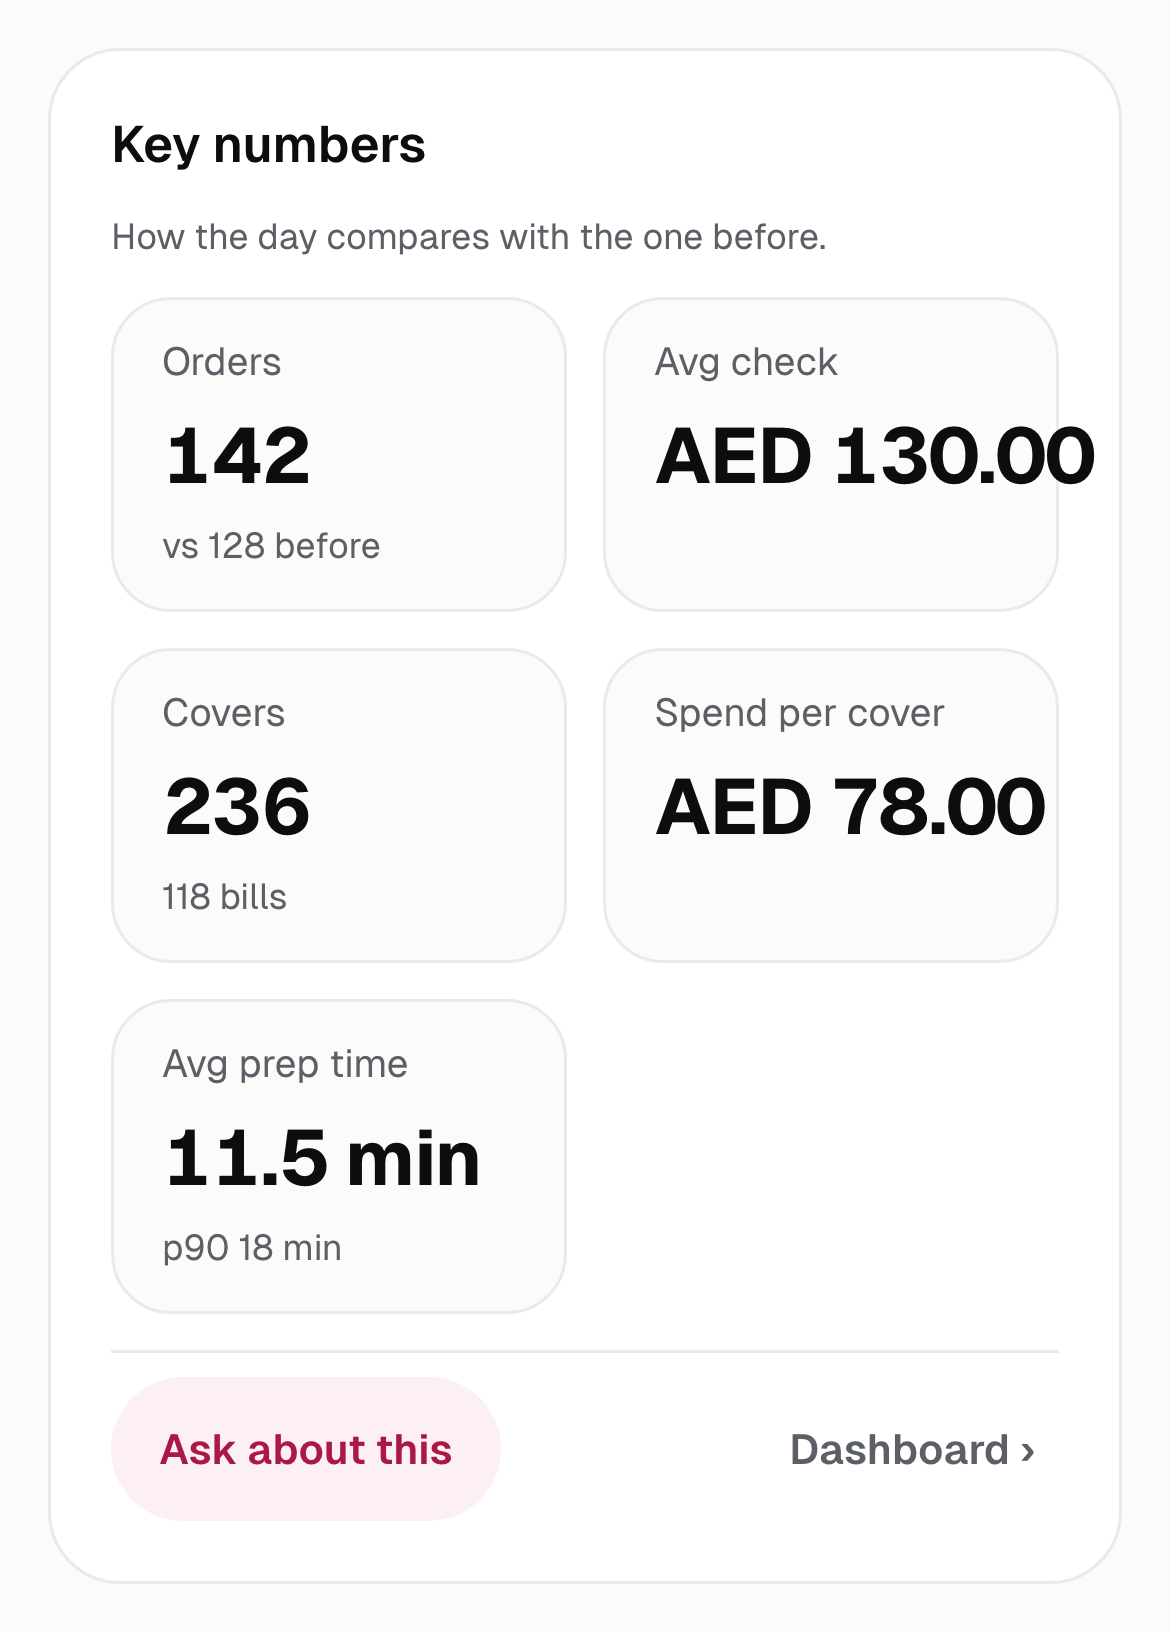 Key numbers
How the day compares with the one before.
Orders
142
vs 128 before
Avg check
AED 130.00
Covers
236
118 bills
Spend per cover
AED 78.00
Avg prep time
11.5 min
p90 18 min
Ask about this
Dashboard ›